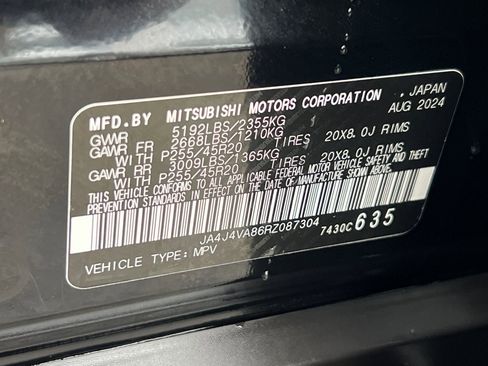 MFD.BY MITSUBISHI MOTORS CORPORATION JAPAN
GWR 5192LBS/2355KG AUG 2024
GAWR FR 2668LBS/1210KG
WITH P255/45R20 TIRES 20X8.0J RIMS
GAWR RR 3009LBS/1365KG
WITH P255/45R20 TIRES 20X8.0J RIMS
THIS VEHICLE CONFORMS TO ALL APPLICABLE FEDERAL MOTOR VEHICLE SAFETY AND THEFT
PREVENTION STANDARDS IN EFFECT ON THE DATE OF MANUFACTURE SHOWN ABOVE.
JA4J4VA86RZ087304 7430C 635
VEHICLE TYPE: MPV